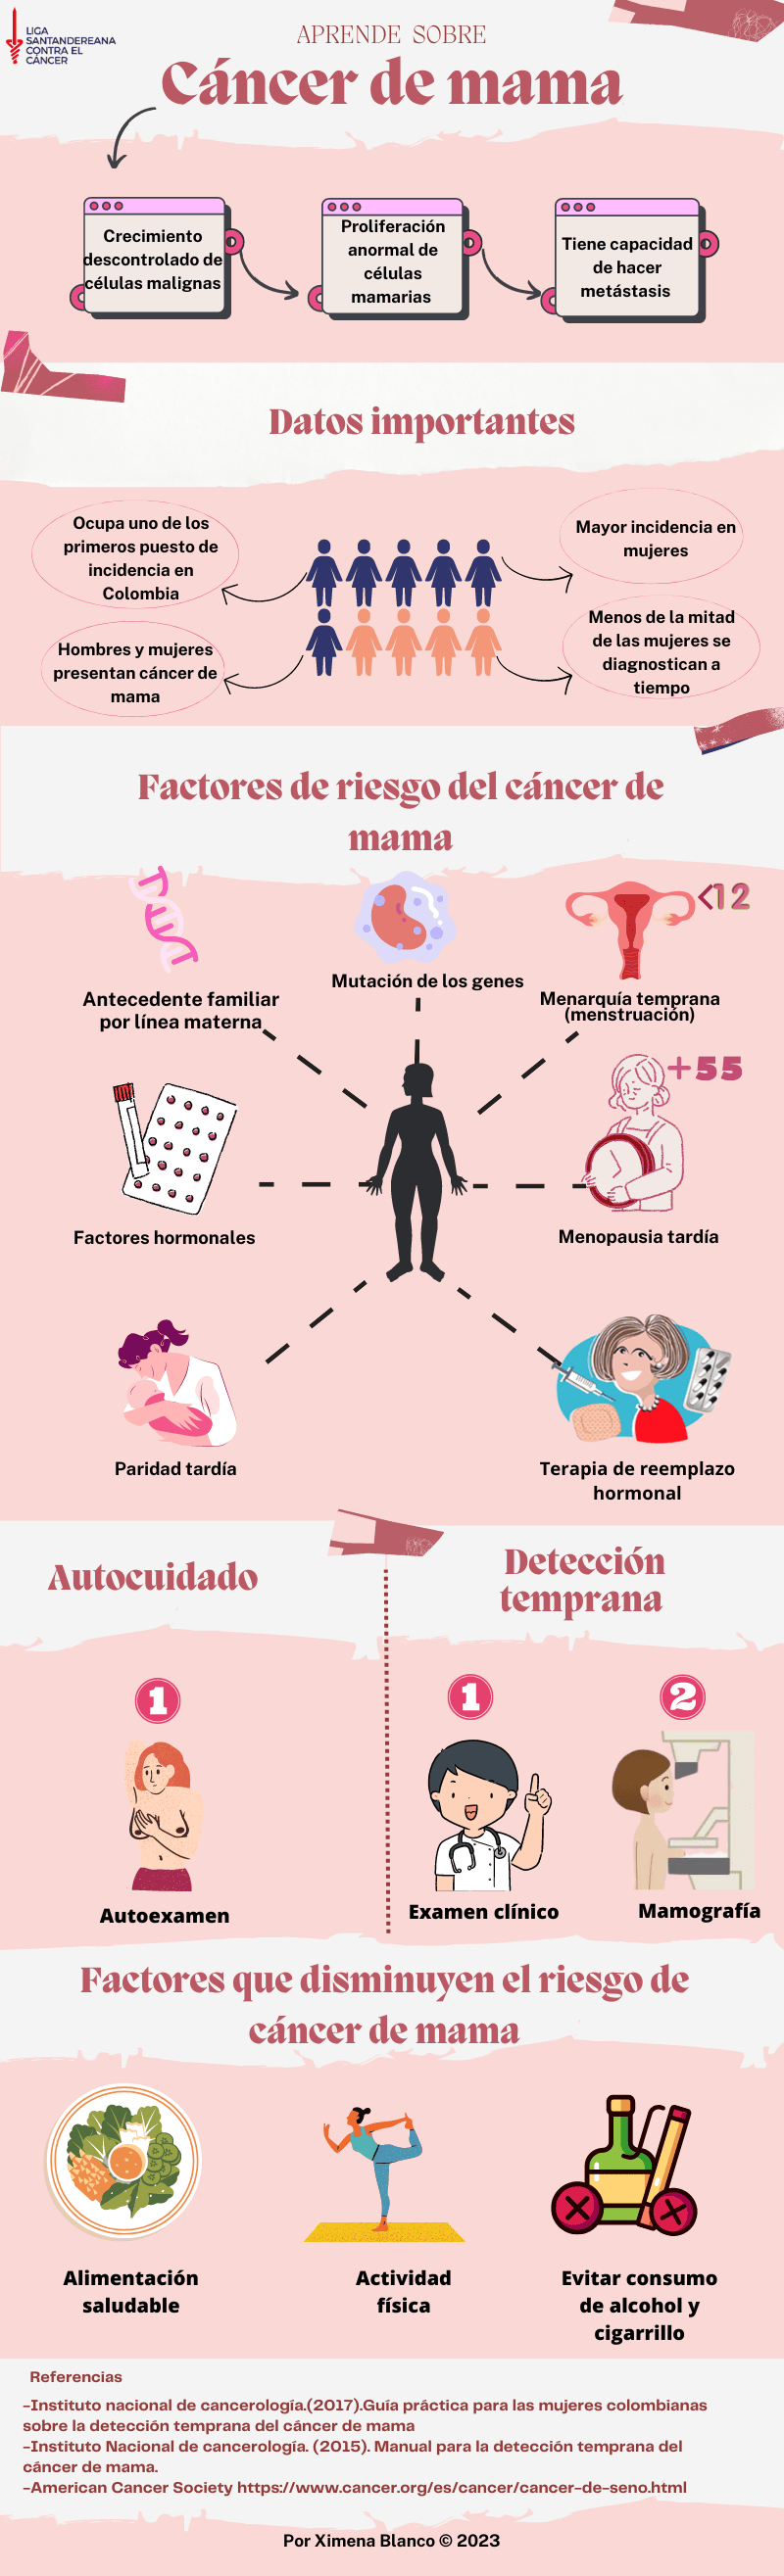 LIGA
SANTANDEREANA
CONTRA EL
CÁNCER
APRENDE SOBRE
Cáncer de mama
Crecimiento
descontrolado de
células malignas
Proliferación
anormal de
células
mamarias
Tiene capacidad
de hacer
metástasis
Datos importantes
Ocupa uno de los
primeros puesto de
incidencia en
Colombia
Mayor incidencia en
mujeres
Hombres y mujeres
presentan cáncer de
mama
Menos de la mitad
de las mujeres se
diagnostican a
tiempo
Factores de riesgo del cáncer de
mama
<12
Antecedente familiar
por línea materna
Mutación de los genes
Menarquía temprana
(menstruación)
+55
Factores hormonales
Menopausia tardía
Paridad tardía
Terapia de reemplazo
hormonal
Autocuidado
1
Autoexamen
Detección
temprana
1
Examen clínico
2
Mamografía
Factores que disminuyen el riesgo de
cáncer de mama
Alimentación
saludable
Actividad
física
Evitar consumo
de alcohol y
cigarrillo
Referencias
-Instituto nacional de cancerología.(2017).Guía práctica para las mujeres colombianas
sobre la detección temprana del cáncer de mama
-Instituto Nacional de cancerología. (2015). Manual para la detección temprana del
cáncer de mama.
-American Cancer Society https://www.cancer.org/es/cancer/cancer-de-seno.html
Por Ximena Blanco © 2023